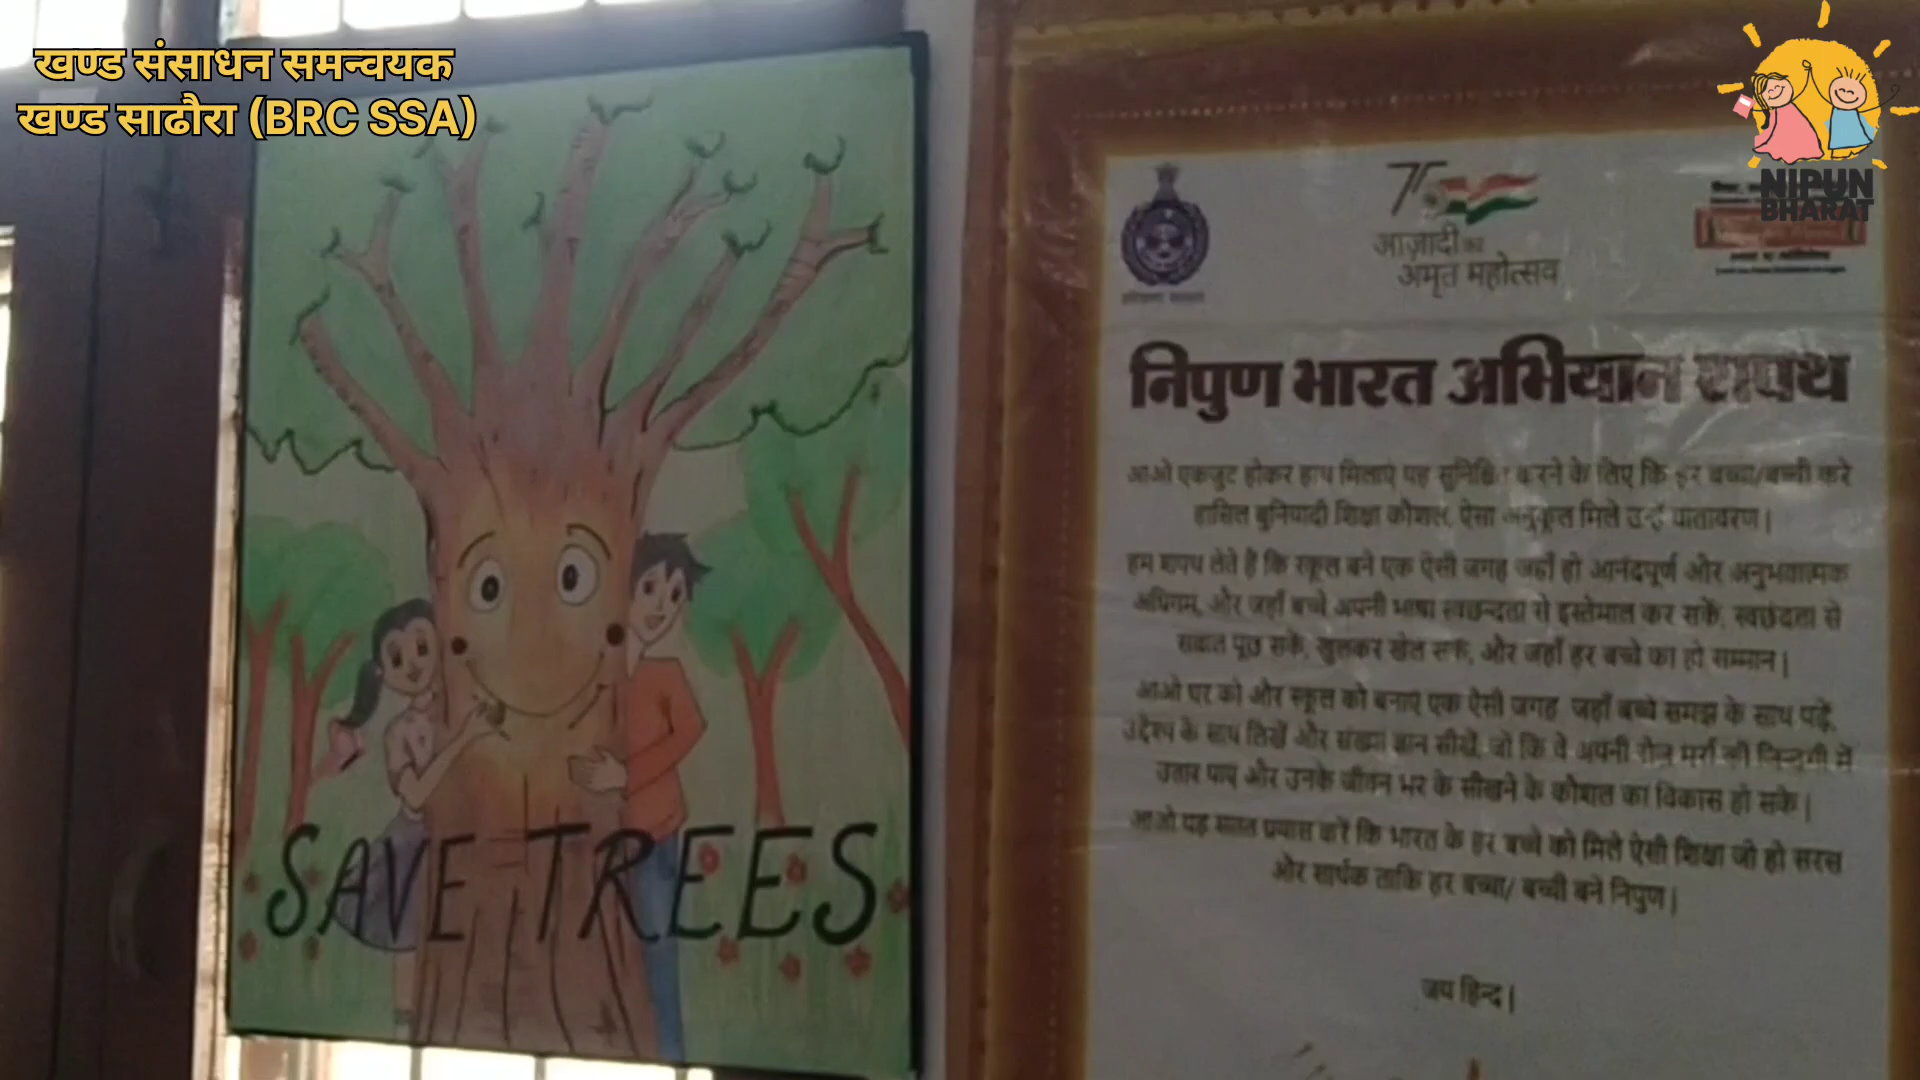 खण्ड संसाधन समन्वयक
खण्ड साढौरा (BRC SSA)
NIPUN
BHARAT
SAVE TREES
75
आज़ादी का
अमृत महोत्सव
निपुण भारत अभियान शपथ
आओ एकजुट होकर हाथ मिलाएं यह सुनिश्चित करने के लिए कि हर बच्चा/बच्ची करे
हासिल बुनियादी शिक्षा कौशल, ऐसा अनुकूल मिले उन्हें वातावरण|
हम शपथ लेते हैं कि स्कूल बने एक ऐसी जगह जहाँ हो आनंदपूर्ण और अनुभवात्मक
अधिगम, और जहाँ बच्चे अपनी भाषा स्वछन्दता से इस्तेमाल कर सकें, स्वछंदता से
सवाल पूछ सकें, खुलकर खेल सकें, और जहाँ हर बच्चे का हो सम्मान|
आओ घर को और स्कूल को बनाएं एक ऐसी जगह जहाँ बच्चे समझ के साथ पढ़ें,
उद्देश्य के साथ लिखें और संख्या ज्ञान सीखें, जो कि वे अपनी रोज़ मर्रा की जिन्दगी में
उतार पाए और उनके जीवन भर के सीखने के कौशल का विकास हो सके|
आओ यह सतत प्रयास करें कि भारत के हर बच्चे को मिले ऐसी शिक्षा जो हो सरस
और सार्थक ताकि हर बच्चा/ बच्ची बने निपुण|
जय हिन्द|